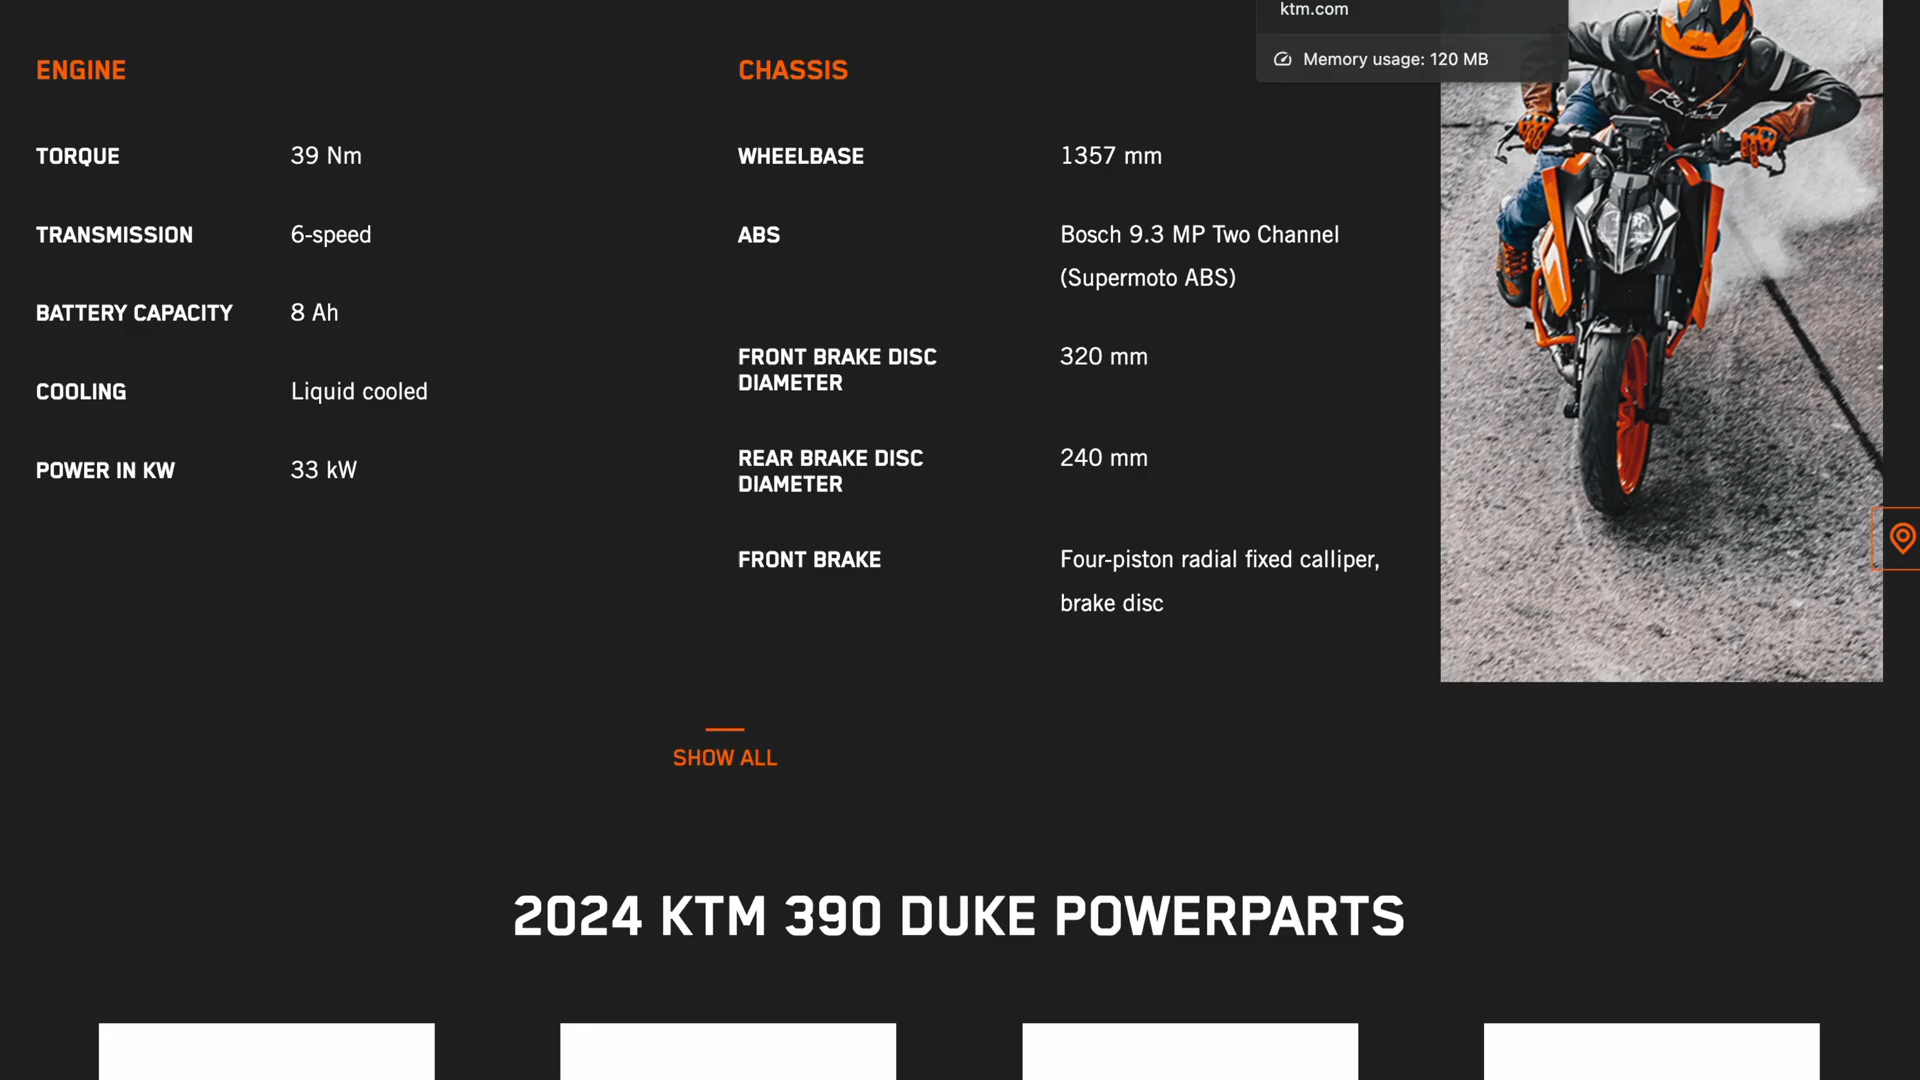 ktm.com
Memory usage: 120 MB
ENGINE
TORQUE 39 Nm
TRANSMISSION 6-speed
BATTERY CAPACITY 8 Ah
COOLING Liquid cooled
POWER IN KW 33 kW
CHASSIS
WHEELBASE 1357 mm
ABS Bosch 9.3 MP Two Channel
(Supermoto ABS)
FRONT BRAKE DISC 320 mm
DIAMETER
REAR BRAKE DISC 240 mm
DIAMETER
FRONT BRAKE Four-piston radial fixed calliper,
brake disc
KTM
SHOW ALL
2024 KTM 390 DUKE POWERPARTS